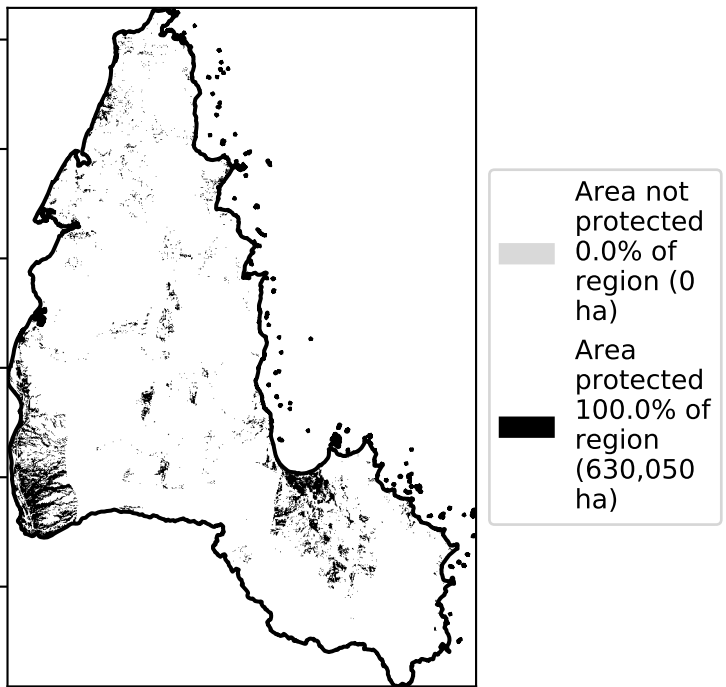 Area not
protected
0.0% of
region (0
ha)
Area
protected
100.0% of
region
(630,050
ha)